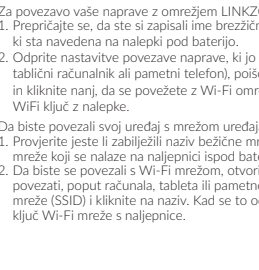 Za povezavo vaše naprave z omrežjem LINKZ
1. Prepričajte se, da ste si zapisali ime brezžičn
ki sta navedena na nalepki pod baterijo.
2. Odprite nastavitve povezave naprave, ki jo
tablični računalnik ali pametni telefon), poiš
in kliknite nanj, da se povežete z Wi-Fi omr
WiFi ključ z nalepke.
Da biste povezali svoj uređaj s mrežom uređaj
1. Provjerite jeste li zabilježili naziv bežične m
mreže koji se nalaze na naljepnici ispod bat
2. Da biste se povezali s Wi-Fi mrežom, otvori
povezati, poput računala, tableta ili pametn
mreže (SSID) i kliknite na naziv. Kad se to o
ključ Wi-Fi mreže s naljepnice.